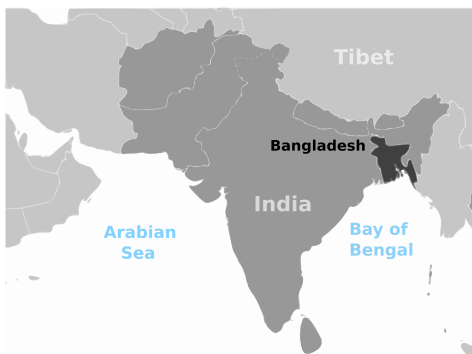 Tibet
Bangladesh
India
Arabian
Sea
Bay of
Bengal